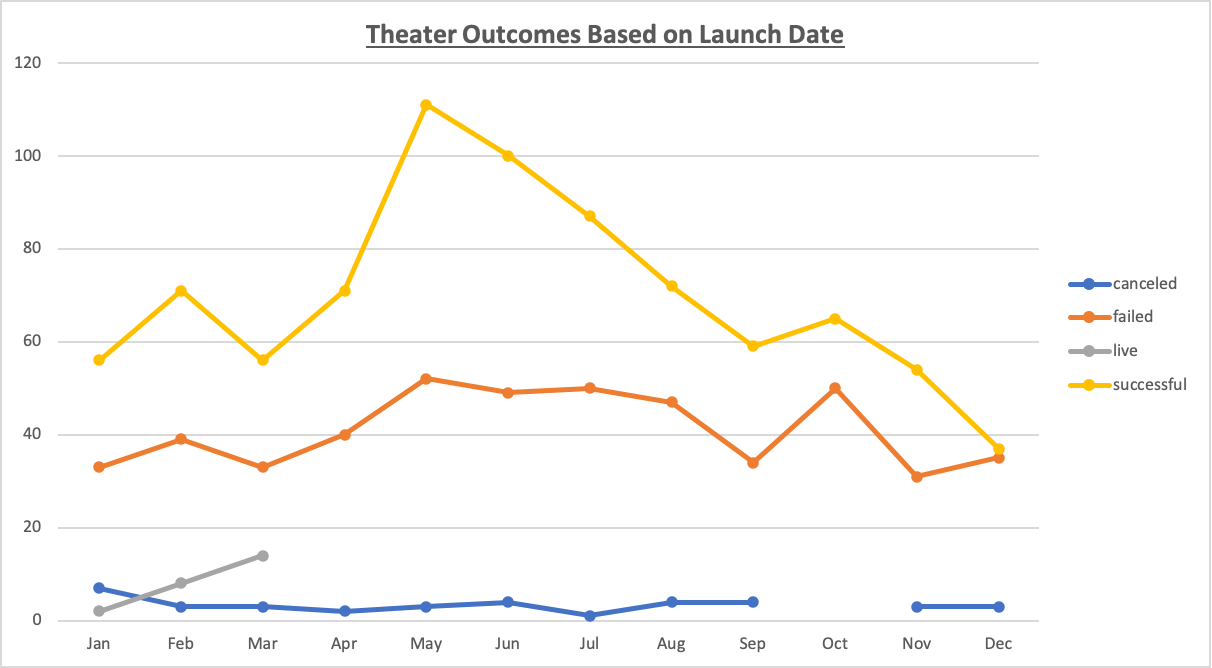 Theater Outcomes Based on Launch Date
120
100
80
60
40
20
0
Jan Feb Mar Apr May Jun Jul Aug Sep Oct Nov Dec
canceled
failed
live
successful